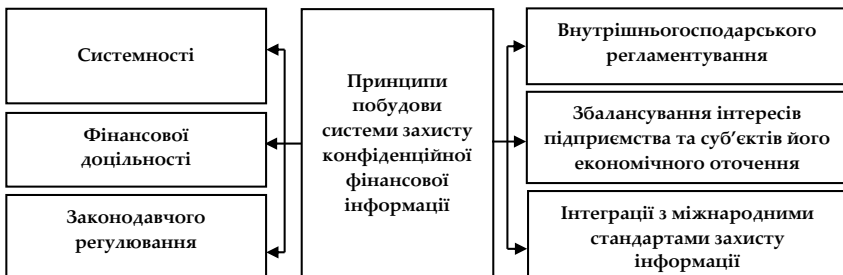 Системності
Фінансової
доцільності
Законодавчого
регулювання
Принципи
побудови
системи захисту
конфіденційної
фінансової
інформації
Внутрішньогосподарського
регламентування
Збалансування інтересів
підприємства та суб’єктів його
економічного оточення
Інтеграції з міжнародними
стандартами захисту
інформації